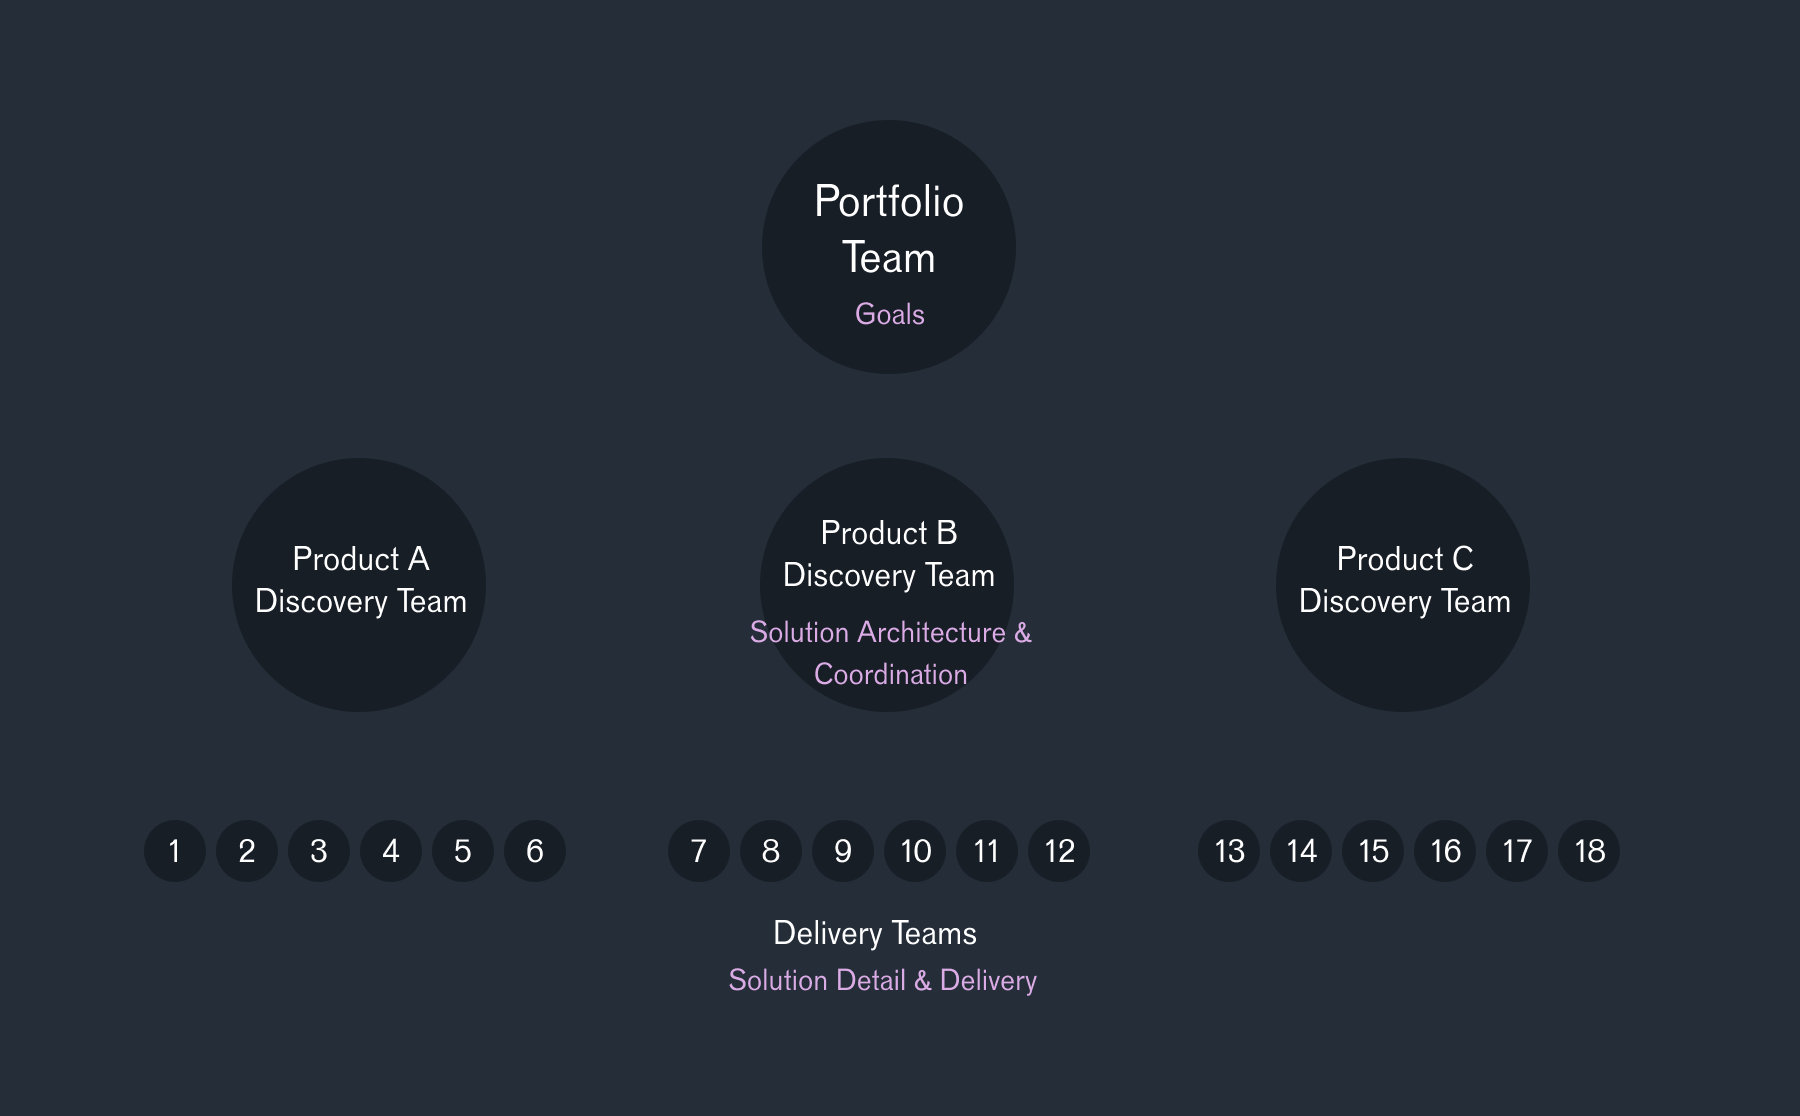 Portfolio
Team
Goals
Product A
Discovery Team
Product B
Discovery Team
Solution Architecture &
Coordination
Product C
Discovery Team
1 2 3 4 5 6
7 8 9 10 11 12
13 14 15 16 17 18
Delivery Teams
Solution Detail & Delivery